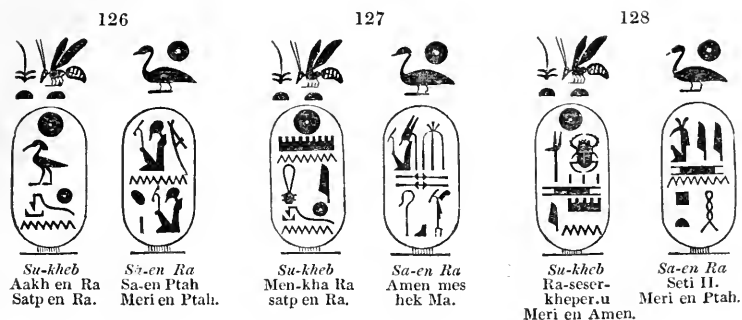 126
Su-kheb
Aakh en Ra
Satp en Ra.
Sa-en Ra
Sa-en Ptah
Meri en Ptah.
127
Su-kheb
Men-kha Ra
satp en Ra.
Sa-en Ra
Amen mes
hek Ma.
128
Su-kheb
Ra-seser-
kheper.u
Meri en Amen.
Sa-en Ra
Seti II.
Meri en Ptah.